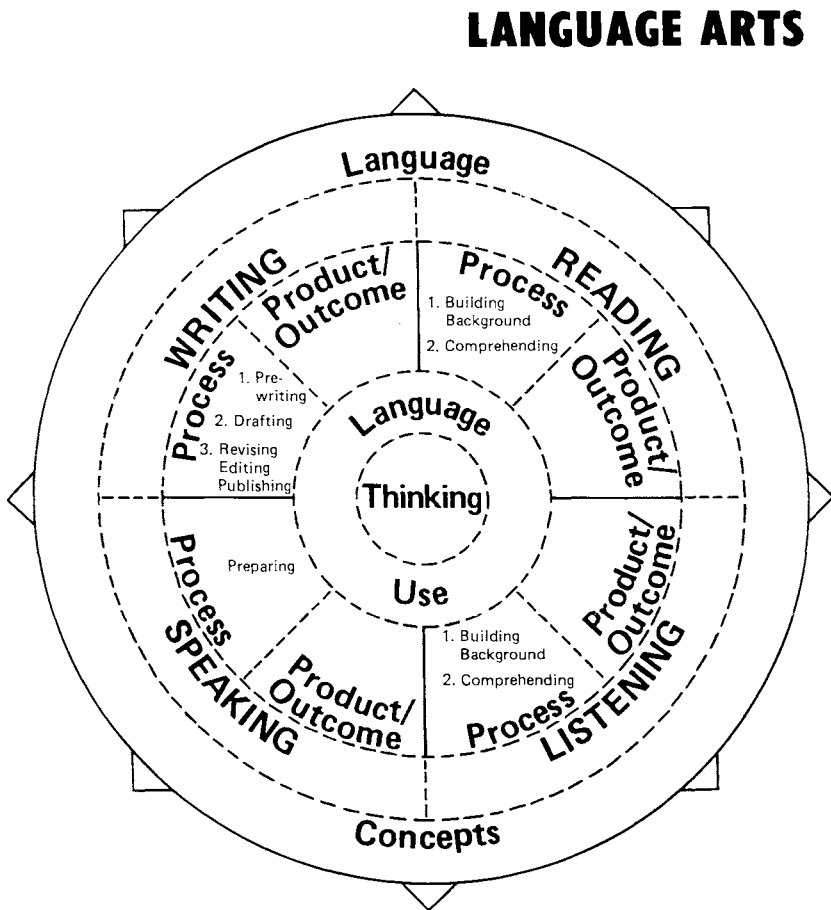 LANGUAGE ARTS
Language
WRITING
Product/
Outcome
Process
1. Pre-
writing
2. Drafting
3. Revising
Editing
Publishing
READING
Process
1. Building
Background
2. Comprehending
Product/
Outcome
Language
Thinking
Use
SPEAKING
Process
Preparing
Product/
Outcome
LISTENING
Product/
Outcome
1. Building
Background
2. Comprehending
Process
Concepts